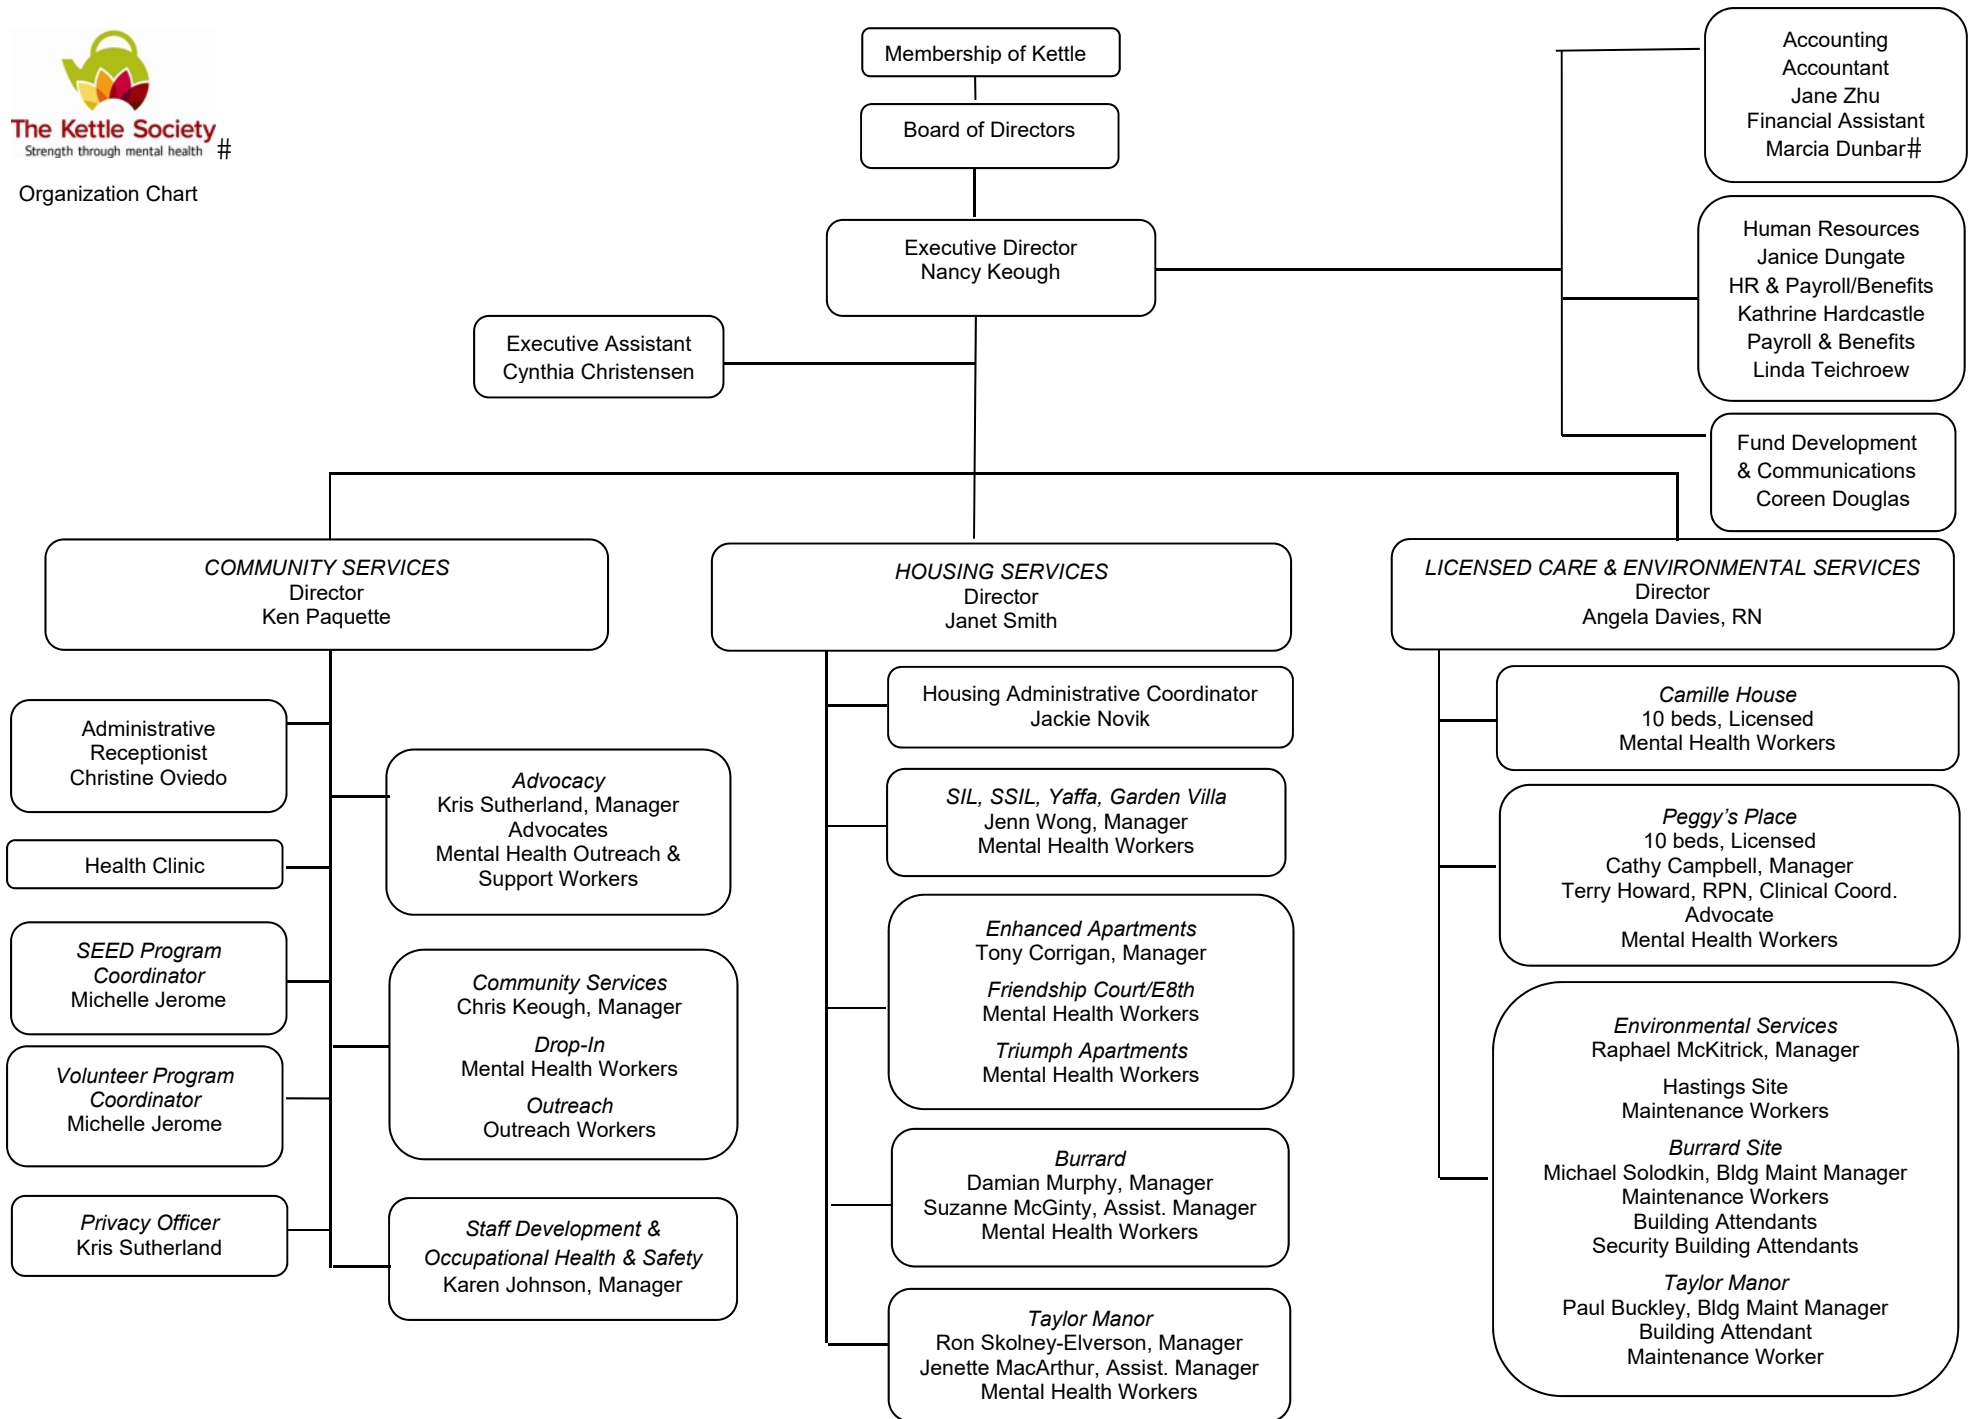 The Kettle Society
Strength through mental health #
Organization Chart
Membership of Kettle
Board of Directors
Executive Director
Nancy Keough
Executive Assistant
Cynthia Christensen
Accounting
Accountant
Jane Zhu
Financial Assistant
Marcia Dunbar#
Human Resources
Janice Dungate
HR & Payroll/Benefits
Kathrine Hardcastle
Payroll & Benefits
Linda Teichroew
Fund Development
& Communications
Coreen Douglas
COMMUNITY SERVICES
Director
Ken Paquette
Administrative
Receptionist
Christine Oviedo
Health Clinic
SEED Program
Coordinator
Michelle Jerome
Volunteer Program
Coordinator
Michelle Jerome
Privacy Officer
Kris Sutherland
Advocacy
Kris Sutherland, Manager
Advocates
Mental Health Outreach &
Support Workers
Community Services
Chris Keough, Manager
Drop-In
Mental Health Workers
Outreach
Outreach Workers
Staff Development &
Occupational Health & Safety
Karen Johnson, Manager
HOUSING SERVICES
Director
Janet Smith
Housing Administrative Coordinator
Jackie Novik
SIL, SSIL, Yaffa, Garden Villa
Jenn Wong, Manager
Mental Health Workers
Enhanced Apartments
Tony Corrigan, Manager
Friendship Court/E8th
Mental Health Workers
Triumph Apartments
Mental Health Workers
Burrard
Damian Murphy, Manager
Suzanne McGinty, Assist. Manager
Mental Health Workers
Taylor Manor
Ron Skolney-Elverson, Manager
Jenette MacArthur, Assist. Manager
Mental Health Workers
LICENSED CARE & ENVIRONMENTAL SERVICES
Director
Angela Davies, RN
Camille House
10 beds, Licensed
Mental Health Workers
Peggy’s Place
10 beds, Licensed
Cathy Campbell, Manager
Terry Howard, RPN, Clinical Coord.
Advocate
Mental Health Workers
Environmental Services
Raphael McKitrick, Manager
Hastings Site
Maintenance Workers
Burrard Site
Michael Solodkin, Bldg Maint Manager
Maintenance Workers
Building Attendants
Security Building Attendants
Taylor Manor
Paul Buckley, Bldg Maint Manager
Building Attendant
Maintenance Worker